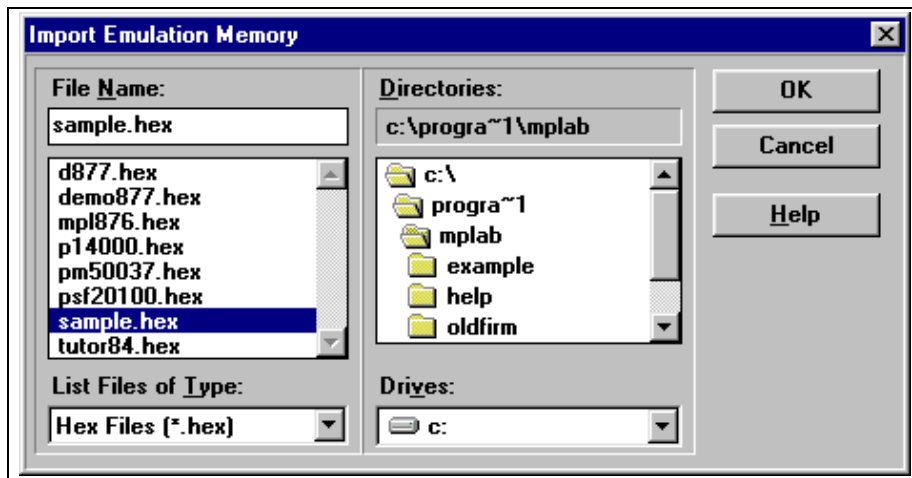 Import Emulation Memory
File Name:
sample.hex
d877.hex
demo877.hex
mpl876.hex
p14000.hex
pm50037.hex
psf20100.hex
sample.hex
tutor84.hex
List Files of Type:
Hex Files (*.hex)
Directories:
c:\progra~1\mplab
c:\
progra~1
mplab
example
help
oldfirm
Drives:
c:
OK
Cancel
Help